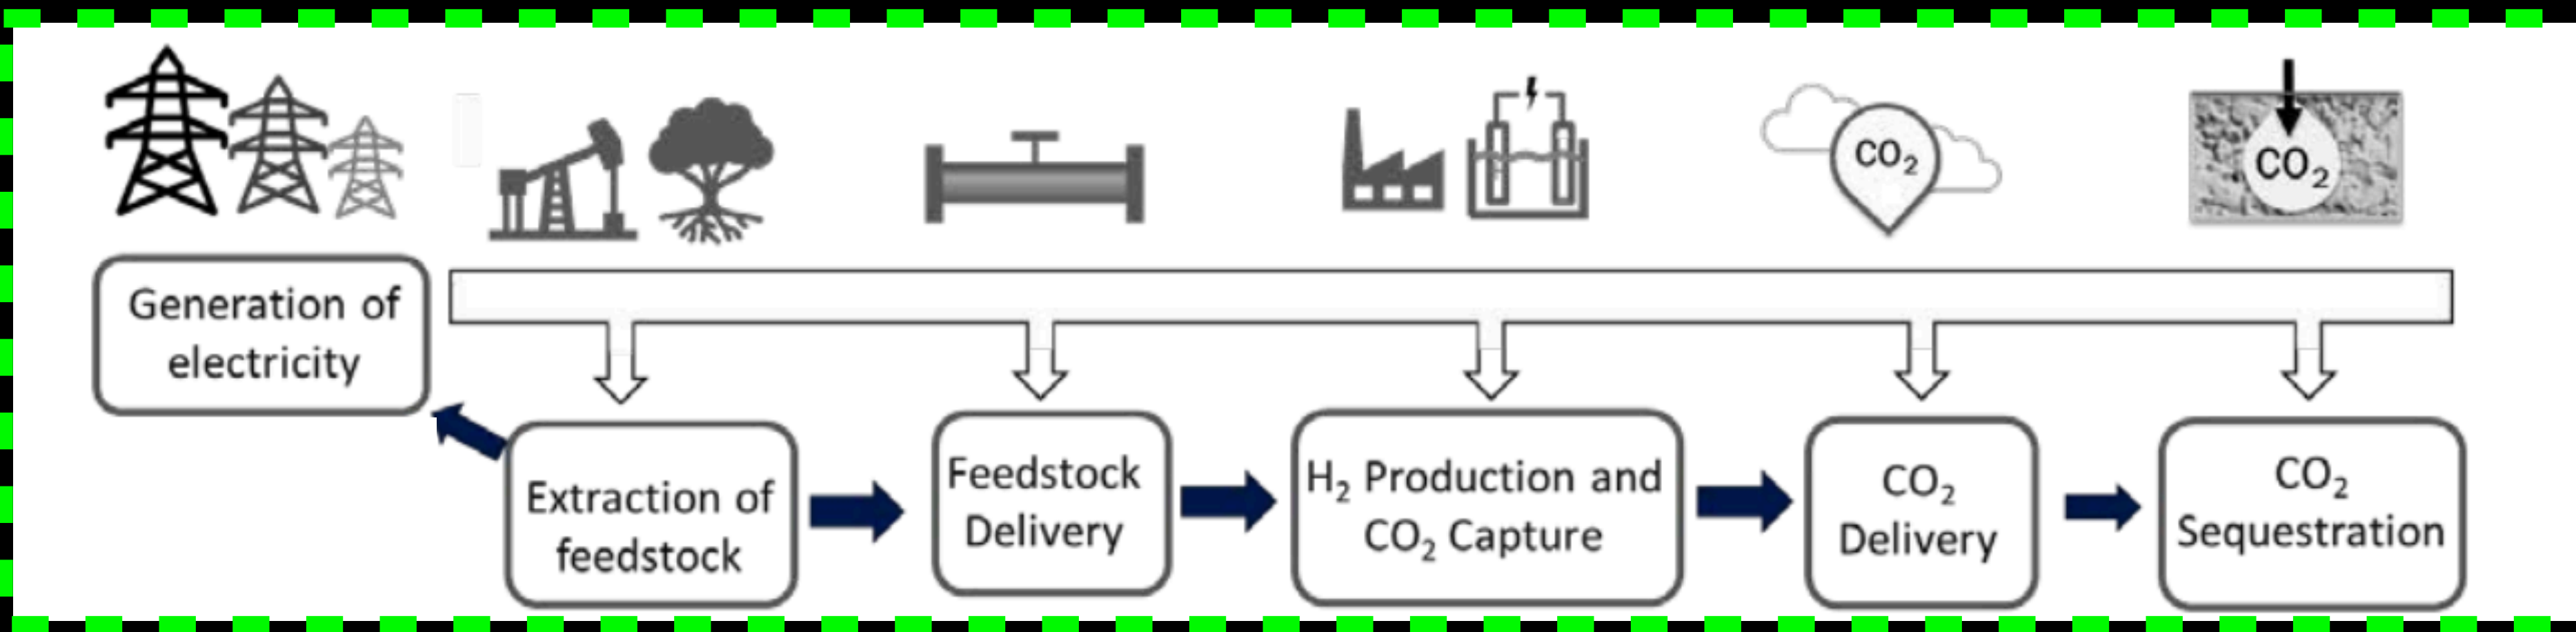 CO₂
CO₂
Generation of
electricity
Extraction of
feedstock
Feedstock
Delivery
H₂ Production and
CO₂ Capture
CO₂
Delivery
CO₂
Sequestration